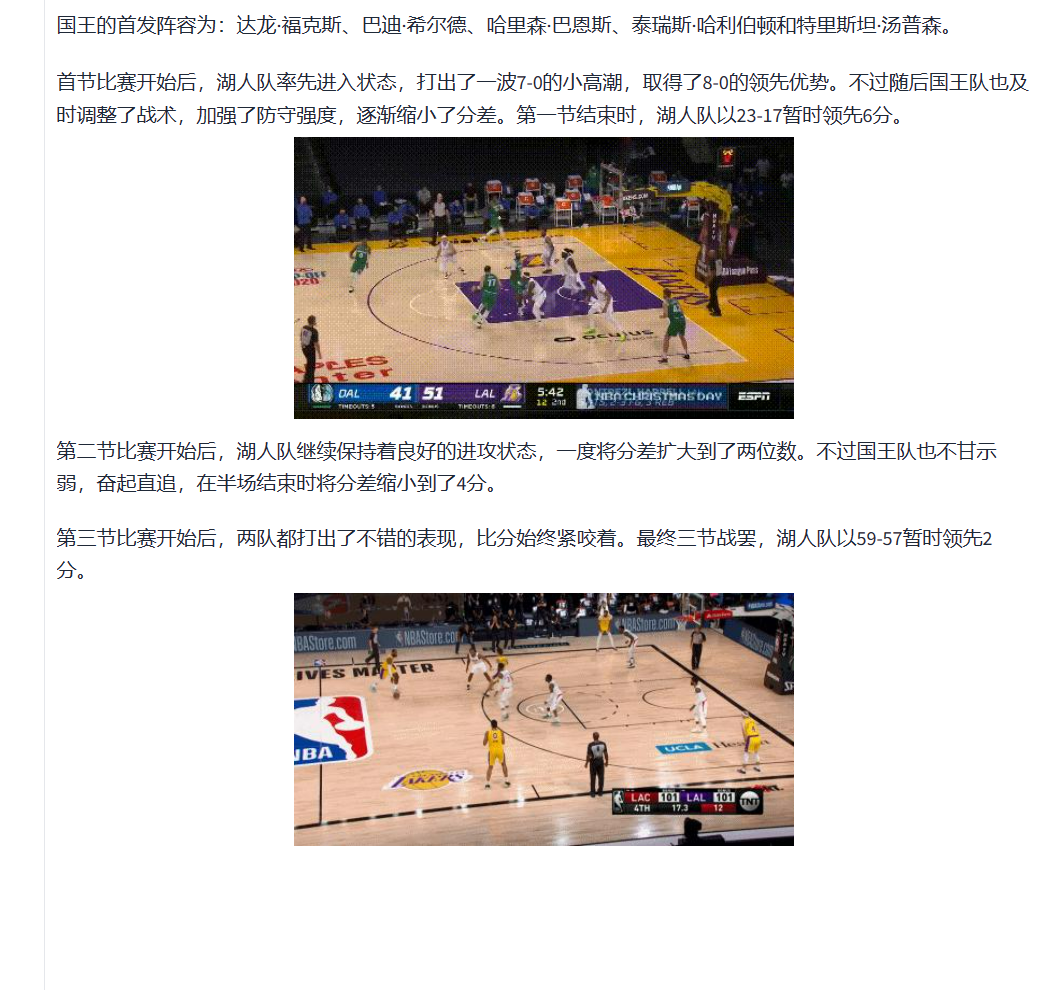 国王的首发阵容为：达龙·福克斯、巴迪·希尔德、哈里森·巴恩斯、泰瑞斯·哈利伯顿和特里斯坦·汤普森。
首节比赛开始后，湖人队率先进入状态，打出了一波7-0的小高潮，取得了8-0的领先优势。不过随后国王队也及
时调整了战术，加强了防守强度，逐渐缩小了分差。第一节结束时，湖人队以23-17暂时领先6分。
DAL 41 51 LAL 5:42
TIMEOUTS: 5 TIMEOUTS: 6 12 2nd
NBA CHRISTMAS DAY
ESPN
OCULUS
第二节比赛开始后，湖人队继续保持着良好的进攻状态，一度将分差扩大到了两位数。不过国王队也不甘示
弱，奋起直追，在半场结束时将分差缩小到了4分。
第三节比赛开始后，两队都打出了不错的表现，比分始终紧咬着。最终三节战罢，湖人队以59-57暂时领先2
分。
NBAStore.com
NBAStore.com
NBA
LAKERS
UCLA
LAC 101 LAL 101
4TH 17.3 12
TNT